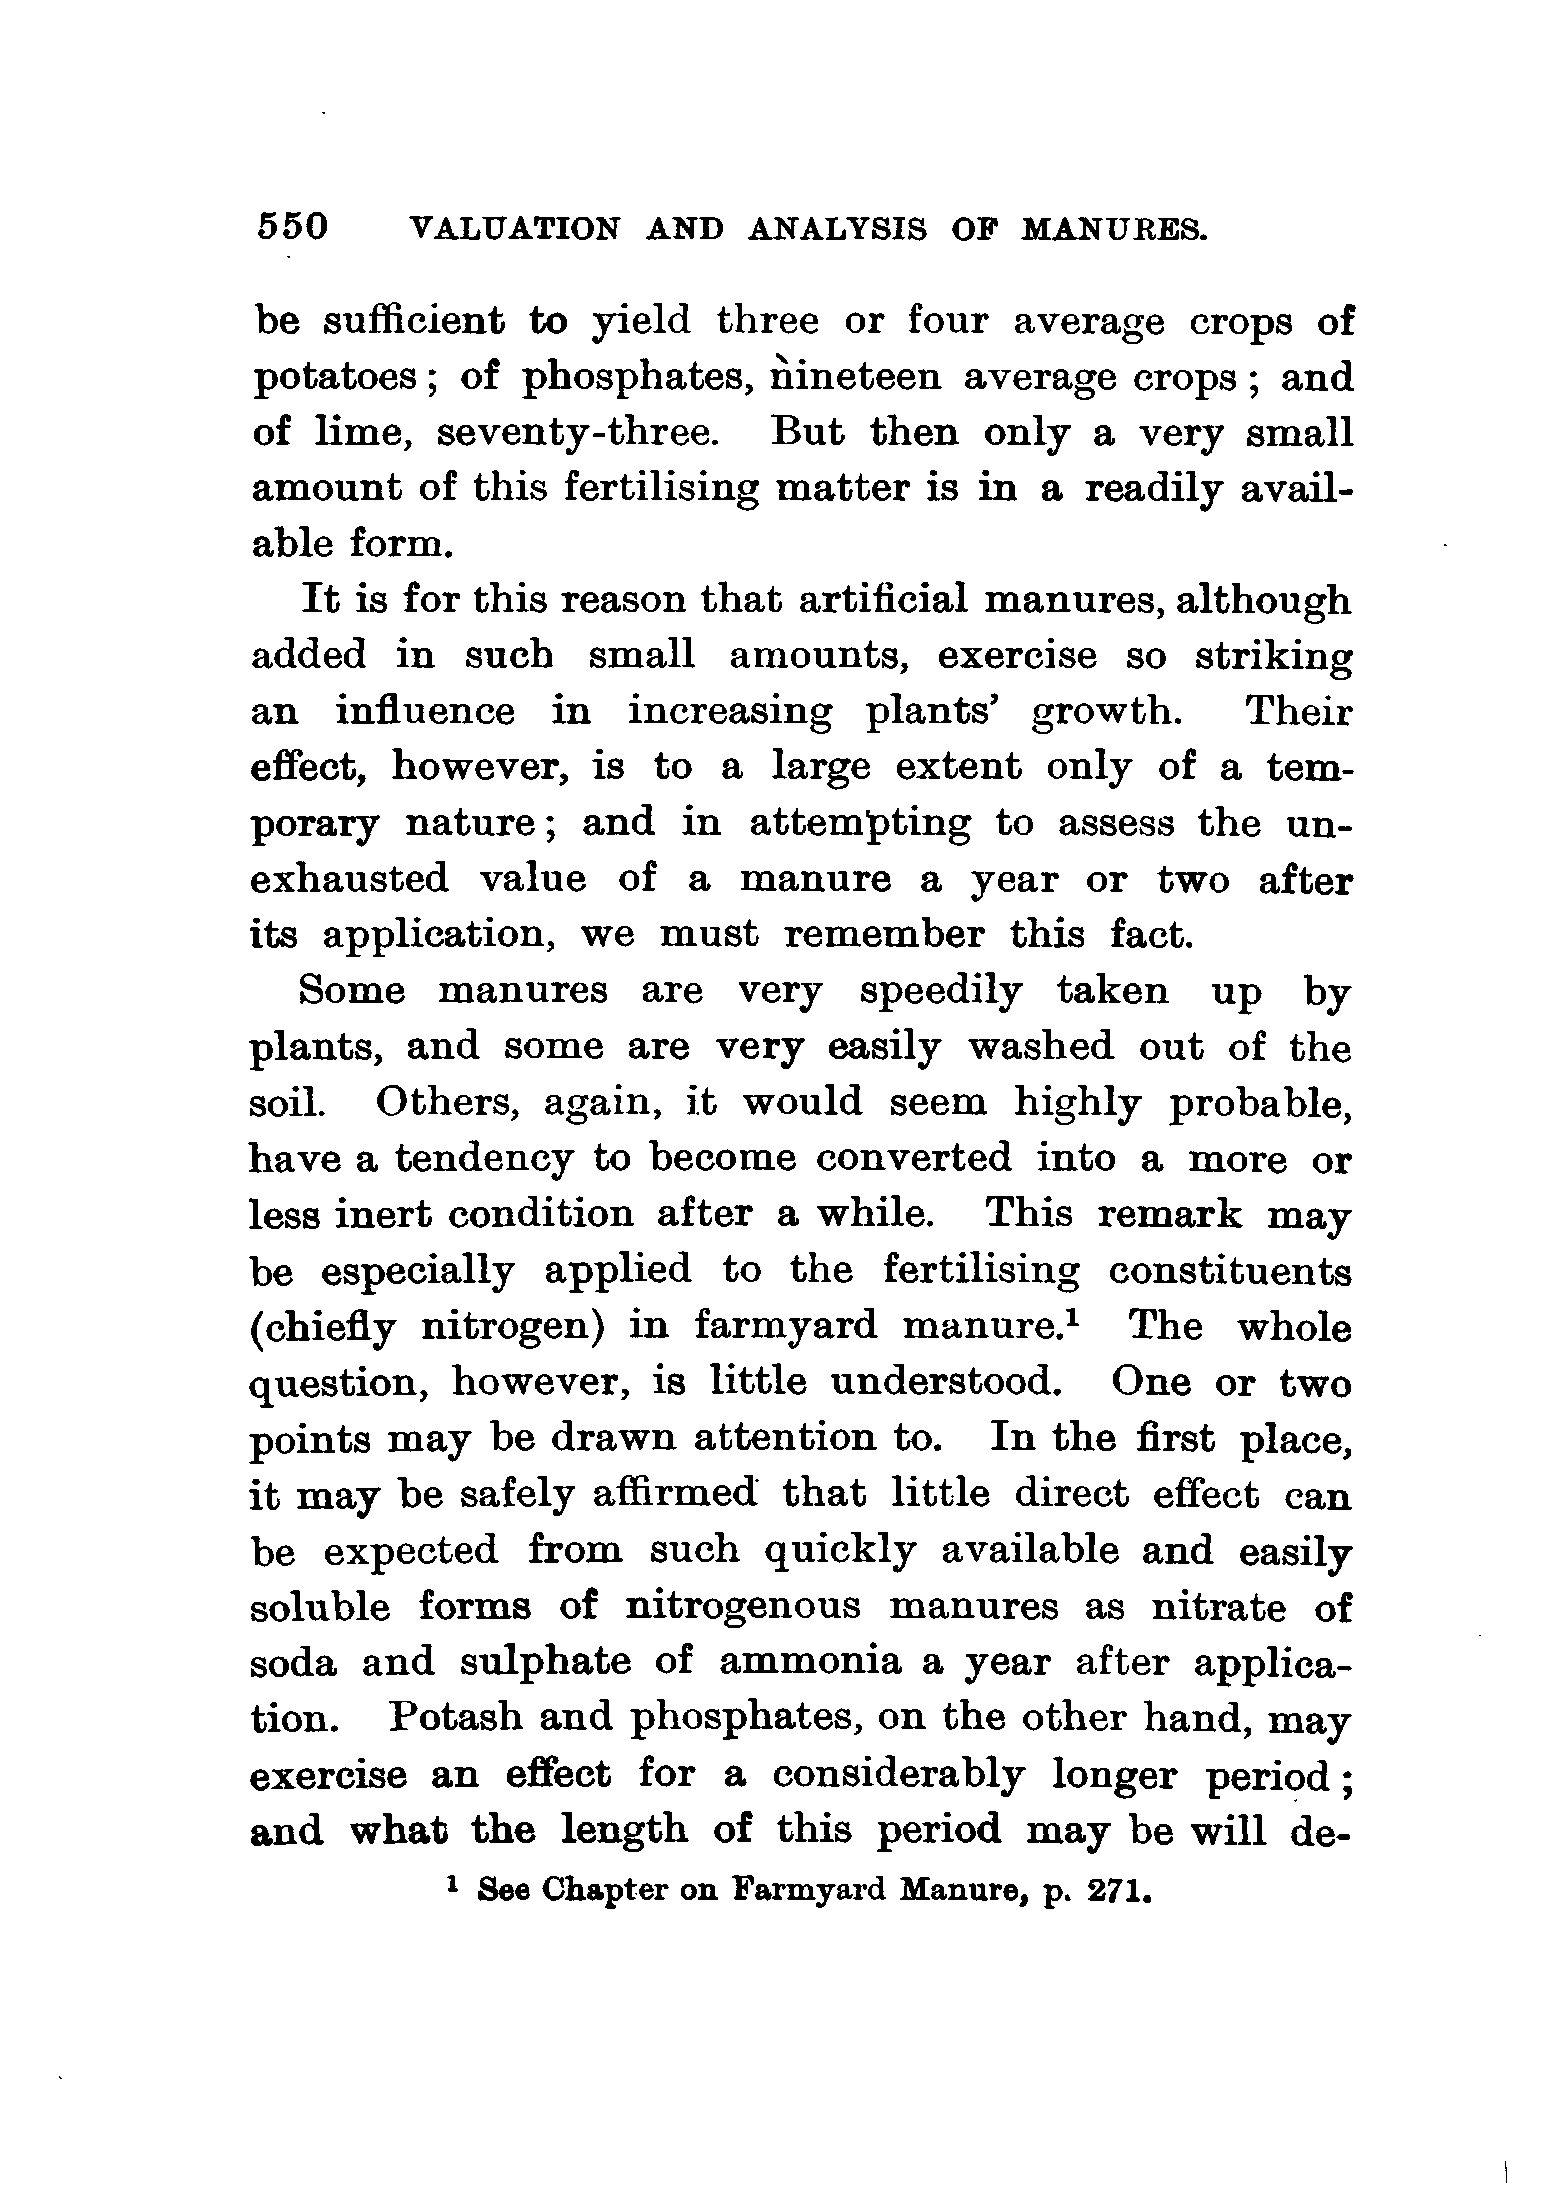 550 VALUATION AND ANALYSIS OF MANURES.
be sufficient to yield three or four average crops of
potatoes ; of phosphates, nineteen average crops ; and
of lime, seventy-three. But then only a very small
amount of this fertilising matter is in a readily avail-
able form.
It is for this reason that artificial manures, although
added in such small amounts, exercise so striking
an influence in increasing plants’ growth. Their
effect, however, is to a large extent only of a tem-
porary nature ; and in attempting to assess the un-
exhausted value of a manure a year or two after
its application, we must remember this fact.
Some manures are very speedily taken up by
plants, and some are very easily washed out of the
soil. Others, again, it would seem highly probable,
have a tendency to become converted into a more or
less inert condition after a while. This remark may
be especially applied to the fertilising constituents
(chiefly nitrogen) in farmyard manure.¹ The whole
question, however, is little understood. One or two
points may be drawn attention to. In the first place,
it may be safely affirmed that little direct effect can
be expected from such quickly available and easily
soluble forms of nitrogenous manures as nitrate of
soda and sulphate of ammonia a year after applica-
tion. Potash and phosphates, on the other hand, may
exercise an effect for a considerably longer period ;
and what the length of this period may be will de-
¹ See Chapter on Farmyard Manure, p. 271.